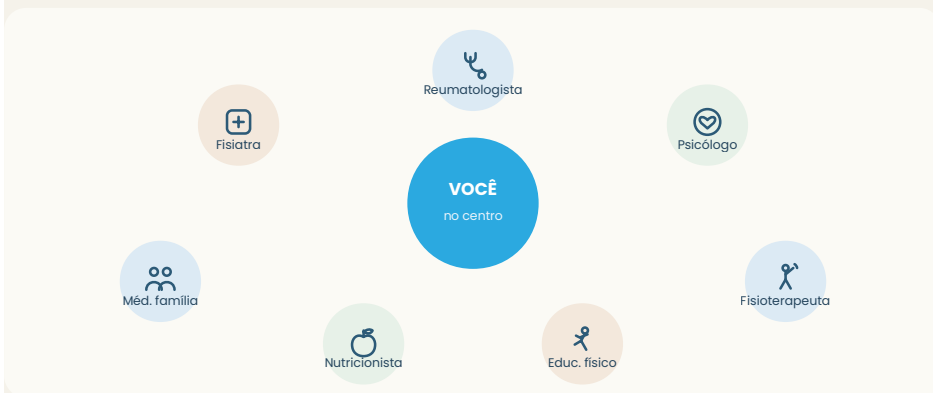 Reumatologista
Fisiatra
Psicólogo
VOCÊ
no centro
Méd. família
Fisioterapeuta
Nutricionista
Educ. físico